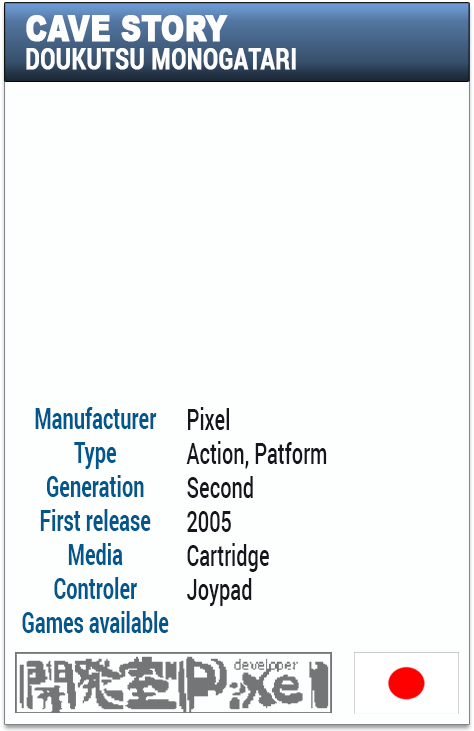 CAVE STORY
DOUKUTSU MONOGATARI
Manufacturer Pixel
Type Action, Patform
Generation Second
First release 2005
Media Cartridge
Controler Joypad
Games available
開発室Pixel
developer